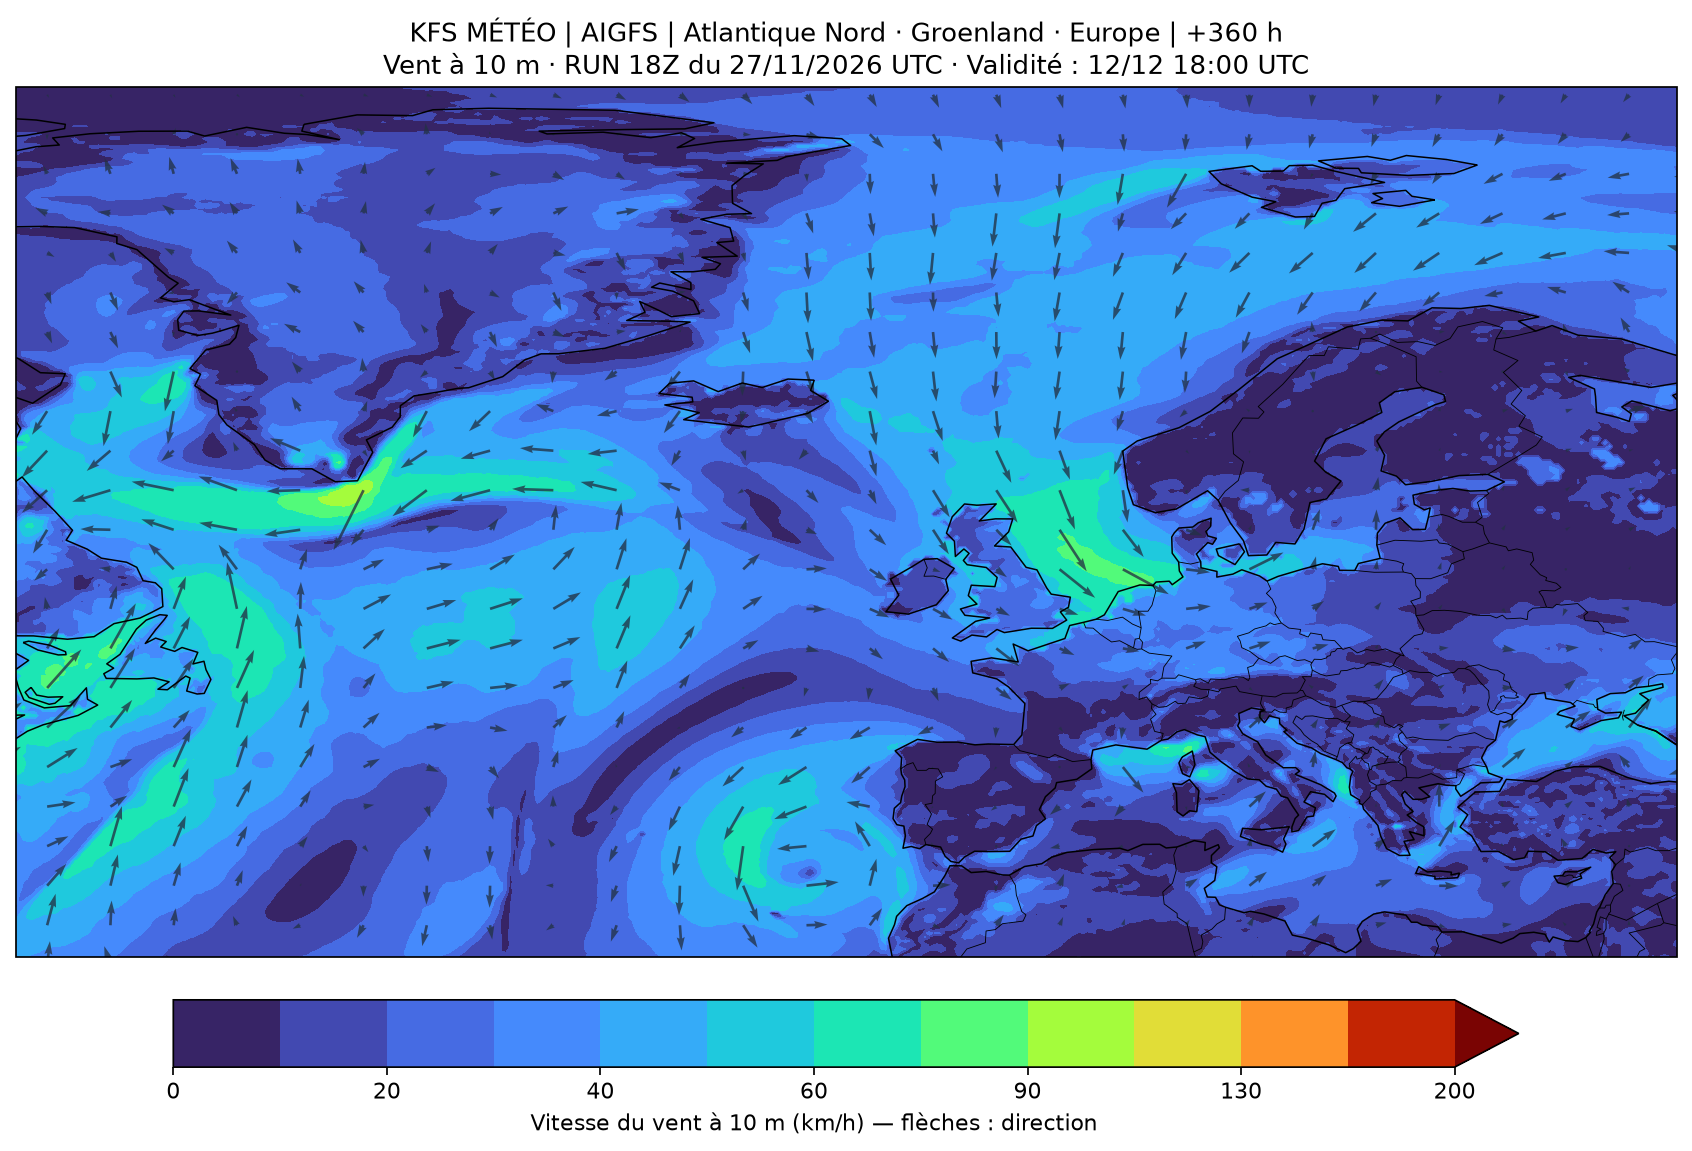 KFS MÉTÉO | AIGFS | Atlantique Nord · Groenland · Europe | +360 h
Vent à 10 m · RUN 18Z du 27/11/2026 UTC · Validité : 12/12 18:00 UTC
0 20 40 60 90 130 200
Vitesse du vent à 10 m (km/h) — flèches : direction